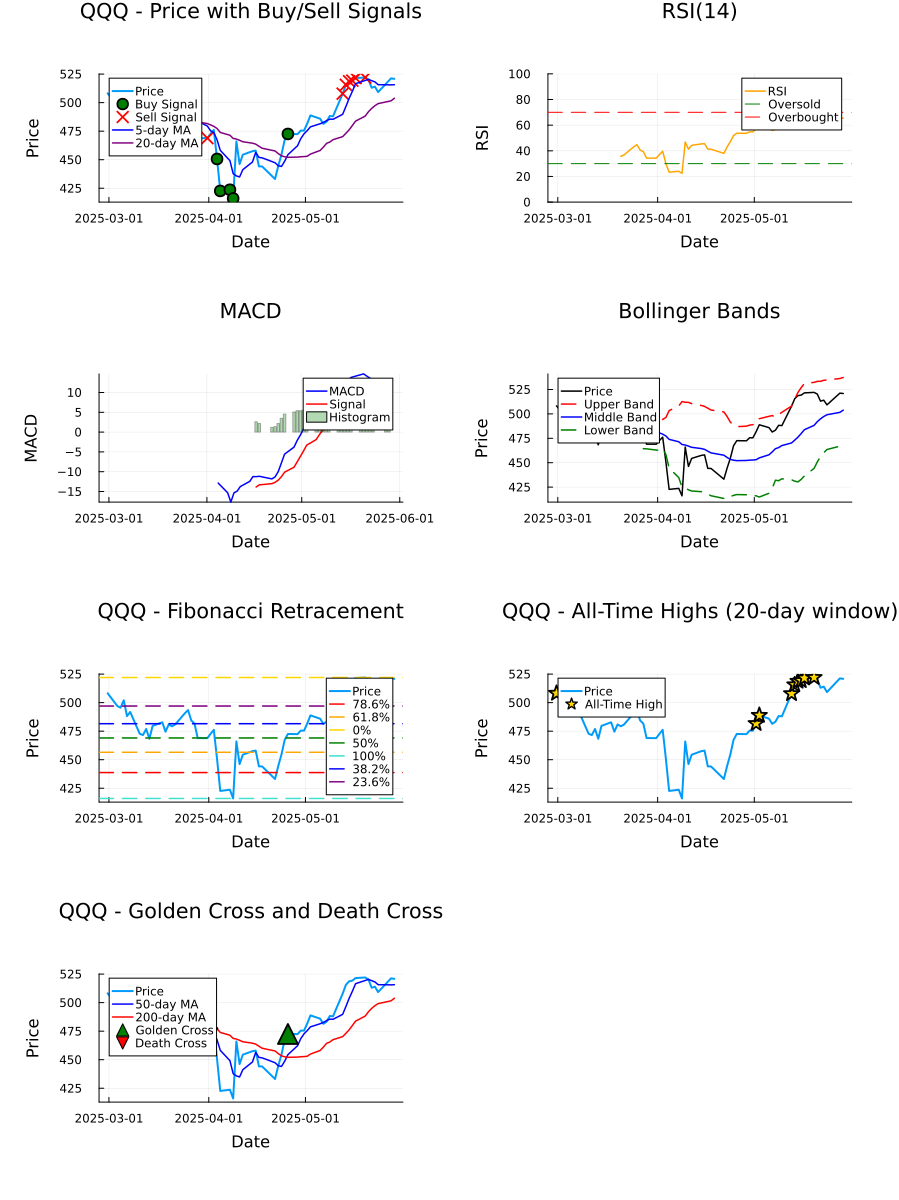 QQQ - Price with Buy/Sell Signals
525
500
475
450
425
Price
Price
Buy Signal
Sell Signal
5-day MA
20-day MA
2025-03-01
2025-04-01
2025-05-01
Date
RSI(14)
100
80
60
40
20
0
RSI
RSI
Oversold
Overbought
2025-03-01
2025-04-01
2025-05-01
Date
MACD
10
5
0
−5
−10
−15
MACD
MACD
Signal
Histogram
2025-03-01
2025-04-01
2025-05-01
2025-06-01
Date
Bollinger Bands
525
500
475
450
425
Price
Price
Upper Band
Middle Band
Lower Band
2025-03-01
2025-04-01
2025-05-01
Date
QQQ - Fibonacci Retracement
525
500
475
450
425
Price
Price
78.6%
61.8%
0%
50%
100%
38.2%
23.6%
2025-03-01
2025-04-01
2025-05-01
Date
QQQ - All-Time Highs (20-day window)
525
500
475
450
425
Price
Price
All-Time High
2025-03-01
2025-04-01
2025-05-01
Date
QQQ - Golden Cross and Death Cross
525
500
475
450
425
Price
Price
50-day MA
200-day MA
Golden Cross
Death Cross
2025-03-01
2025-04-01
2025-05-01
Date